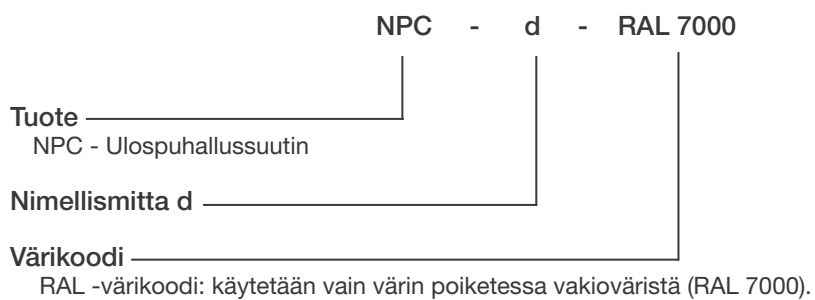 NPC - d - RAL 7000
Tuote
NPC - Ulospuhallussuutin
Nimellismitta d
Värikoodi
RAL -värikoodi: käytetään vain värin poiketessa vakioväristä (RAL 7000).